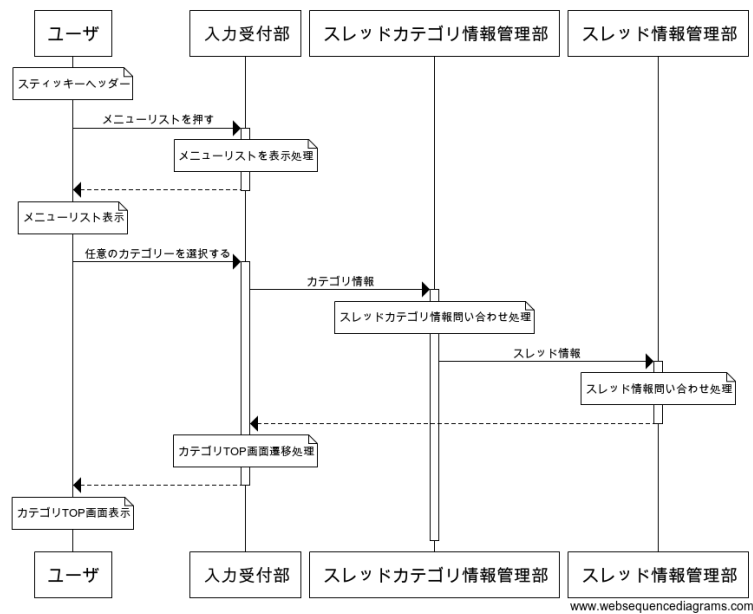 ユーザ
入力受付部
スレッドカテゴリ情報管理部
スレッド情報管理部
スティッキーヘッダー
メニューリストを押す
メニューリストを表示処理
メニューリスト表示
任意のカテゴリーを選択する
カテゴリ情報
スレッドカテゴリ情報問い合わせ処理
スレッド情報
スレッド情報問い合わせ処理
カテゴリTOP画面遷移処理
カテゴリTOP画面表示
ユーザ
入力受付部
スレッドカテゴリ情報管理部
スレッド情報管理部
www.websequencediagrams.com